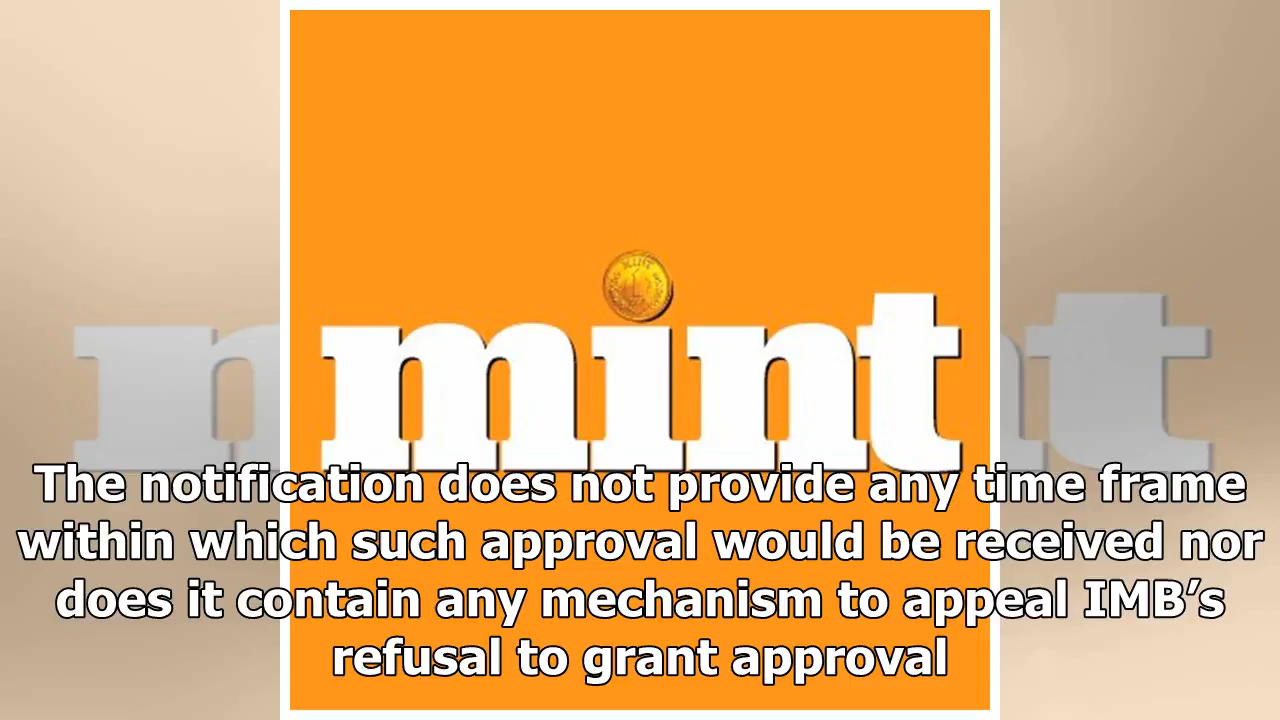 mint
The notification does not provide any time frame
within which such approval would be received nor
does it contain any mechanism to appeal IMB’s
refusal to grant approval